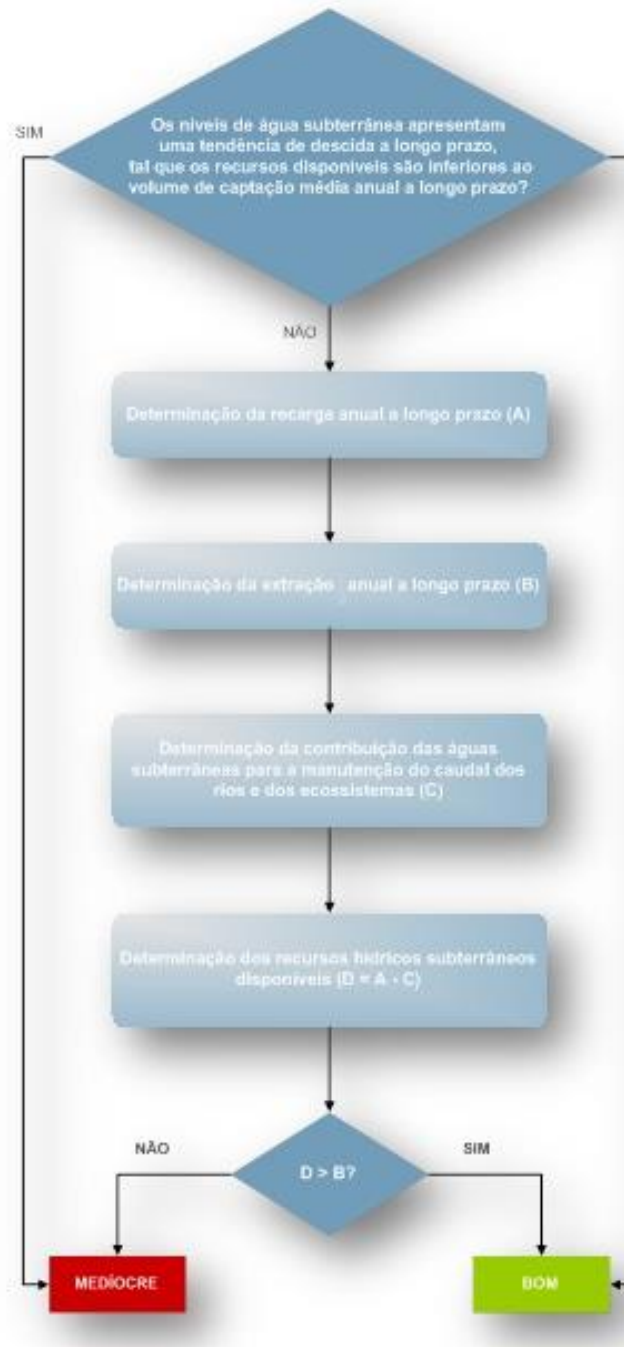 Os níveis de água subterrânea apresentam
uma tendência de descida a longo prazo,
tal que os recursos disponíveis são inferiores ao
volume de captação média anual a longo prazo?
SIM
NÃO
Determinação da recarga anual a longo prazo (A)
Determinação da extração anual a longo prazo (B)
Determinação da contribuição das águas
subterrâneas para a manutenção do caudal dos
rios e dos ecossistemas (C)
Determinação dos recursos hídricos subterrâneos
disponíveis (D = A - C)
NÃO
D > B?
SIM
MEDÍOCRE
BOM